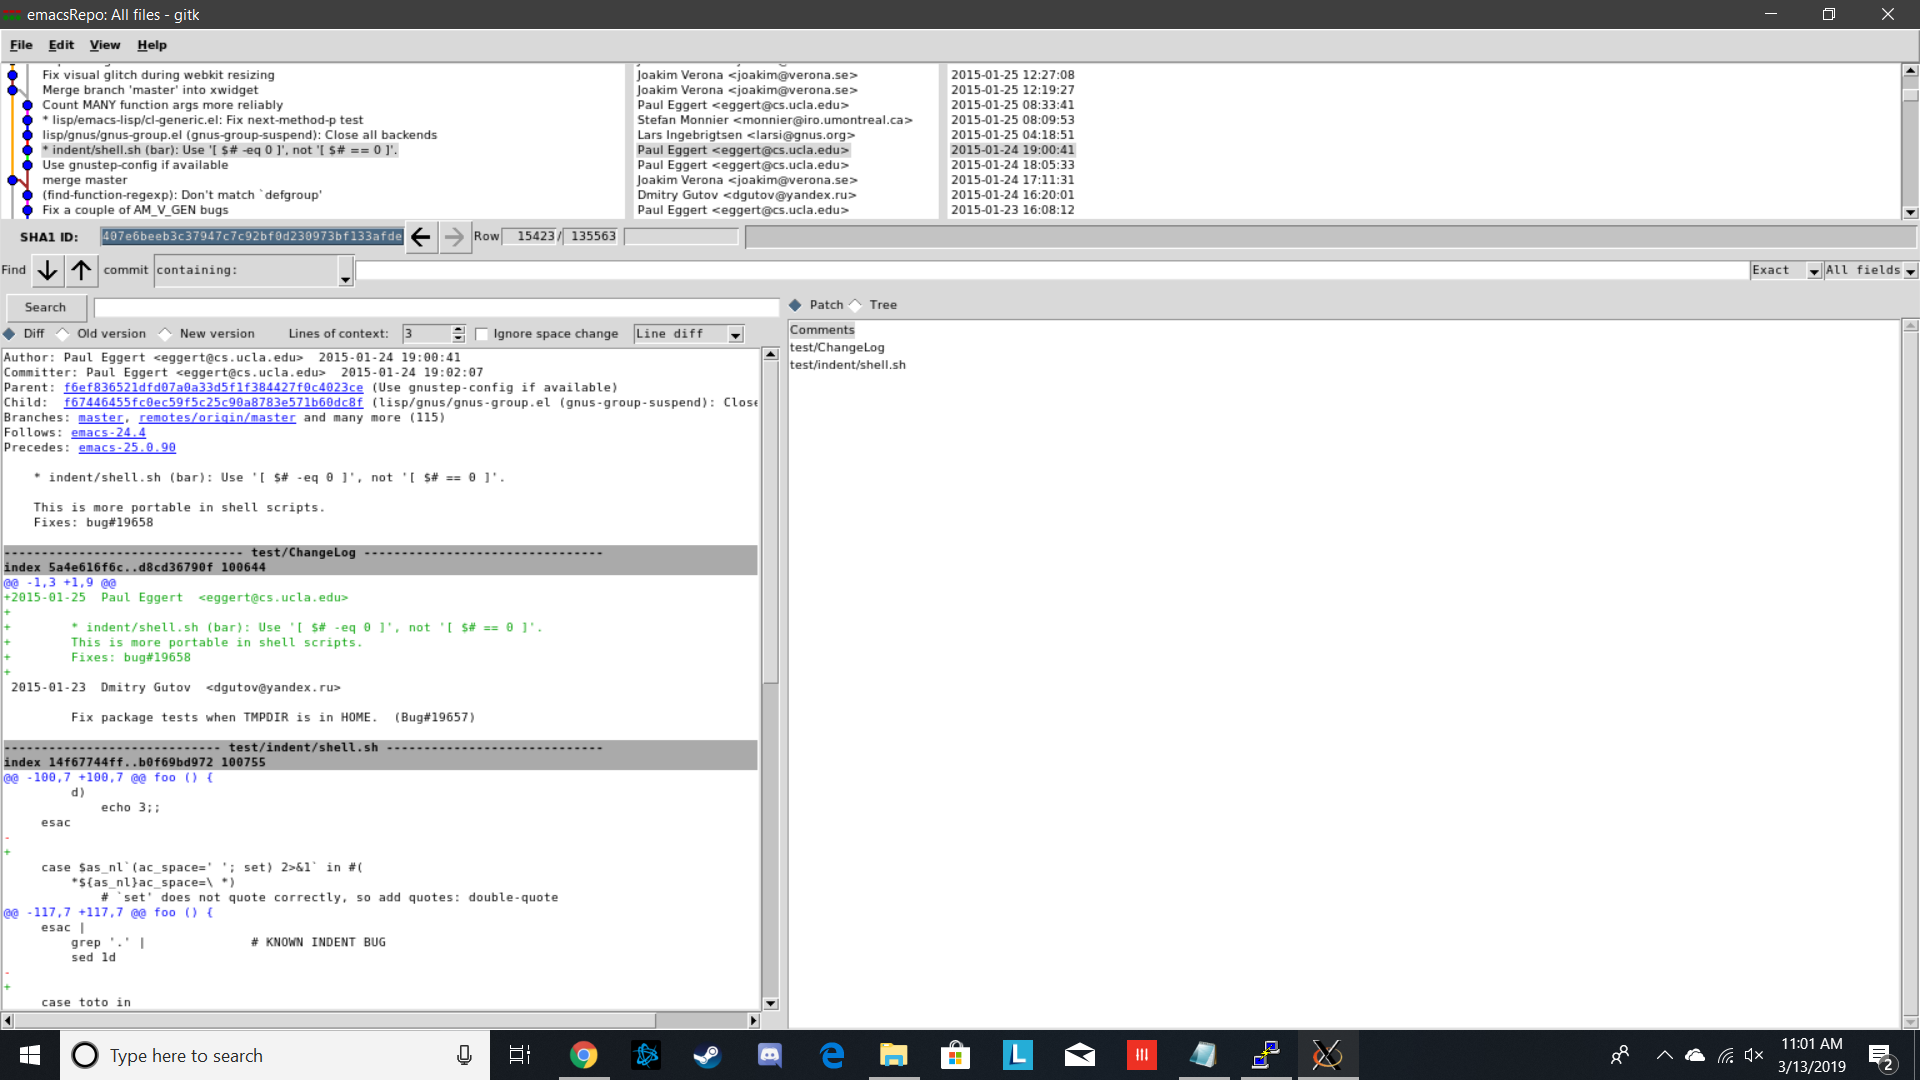 emacsRepo: All files - gitk
File Edit View Help
Fix visual glitch during webkit resizing Joakim Verona <joakim@verona.se> 2015-01-25 12:27:08
Merge branch 'master' into xwidget Joakim Verona <joakim@verona.se> 2015-01-25 12:19:27
Count MANY function args more reliably Paul Eggert <eggert@cs.ucla.edu> 2015-01-25 08:33:41
* lisp/emacs-lisp/cl-generic.el: Fix next-method-p test Stefan Monnier <monnier@iro.umontreal.ca> 2015-01-25 08:09:53
lisp/gnus/gnus-group.el (gnus-group-suspend): Close all backends Lars Ingebrigtsen <larsi@gnus.org> 2015-01-25 04:18:51
* indent/shell.sh (bar): Use '[ $# -eq 0 ]', not '[ $# == 0 ]'. Paul Eggert <eggert@cs.ucla.edu> 2015-01-24 19:00:41
Use gnustep-config if available Paul Eggert <eggert@cs.ucla.edu> 2015-01-24 18:05:33
merge master Joakim Verona <joakim@verona.se> 2015-01-24 17:11:31
(find-function-regexp): Don't match `defgroup' Dmitry Gutov <dgutov@yandex.ru> 2015-01-24 16:20:01
Fix a couple of AM_V_GEN bugs Paul Eggert <eggert@cs.ucla.edu> 2015-01-23 16:08:12
SHA1 ID: 407e6beeb3c37947c7c92bf0d230973bf133afde Row 15423 / 135563
Find commit containing: Exact All fields
Search Patch Tree
Diff Old version New version Lines of context: 3 Ignore space change Line diff
Comments
test/ChangeLog
test/indent/shell.sh
Author: Paul Eggert <eggert@cs.ucla.edu> 2015-01-24 19:00:41
Committer: Paul Eggert <eggert@cs.ucla.edu> 2015-01-24 19:02:07
Parent: f6ef836521dfd07a0a33d5f1f384427f0c4023ce (Use gnustep-config if available)
Child: f67446455fc0ec59f5c25c90a8783e571b60dc8f (lisp/gnus/gnus-group.el (gnus-group-suspend): Close
Branches: master, remotes/origin/master and many more (115)
Follows: emacs-24.4
Precedes: emacs-25.0.90
* indent/shell.sh (bar): Use '[ $# -eq 0 ]', not '[ $# == 0 ]'.
This is more portable in shell scripts.
Fixes: bug#19658
-------------------------------- test/ChangeLog --------------------------------
index 5a4e616f6c..d8cd36790f 100644
@@ -1,3 +1,9 @@
+2015-01-25  Paul Eggert  <eggert@cs.ucla.edu>
+
+        * indent/shell.sh (bar): Use '[ $# -eq 0 ]', not '[ $# == 0 ]'.
+        This is more portable in shell scripts.
+        Fixes: bug#19658
+
2015-01-23  Dmitry Gutov  <dgutov@yandex.ru>
Fix package tests when TMPDIR is in HOME.  (Bug#19657)
----------------------------- test/indent/shell.sh -----------------------------
index 14f67744ff..b0f69bd972 100755
@@ -100,7 +100,7 @@ foo () {
d)
echo 3;;
esac
-
+
case $as_nl`(ac_space=' '; set) 2>&1` in #(
*${as_nl}ac_space=\ *)
# `set' does not quote correctly, so add quotes: double-quote
@@ -117,7 +117,7 @@ foo () {
esac |
grep '.' |              # KNOWN INDENT BUG
sed 1d
-
+
case toto in
Type here to search
11:01 AM
3/13/2019
2